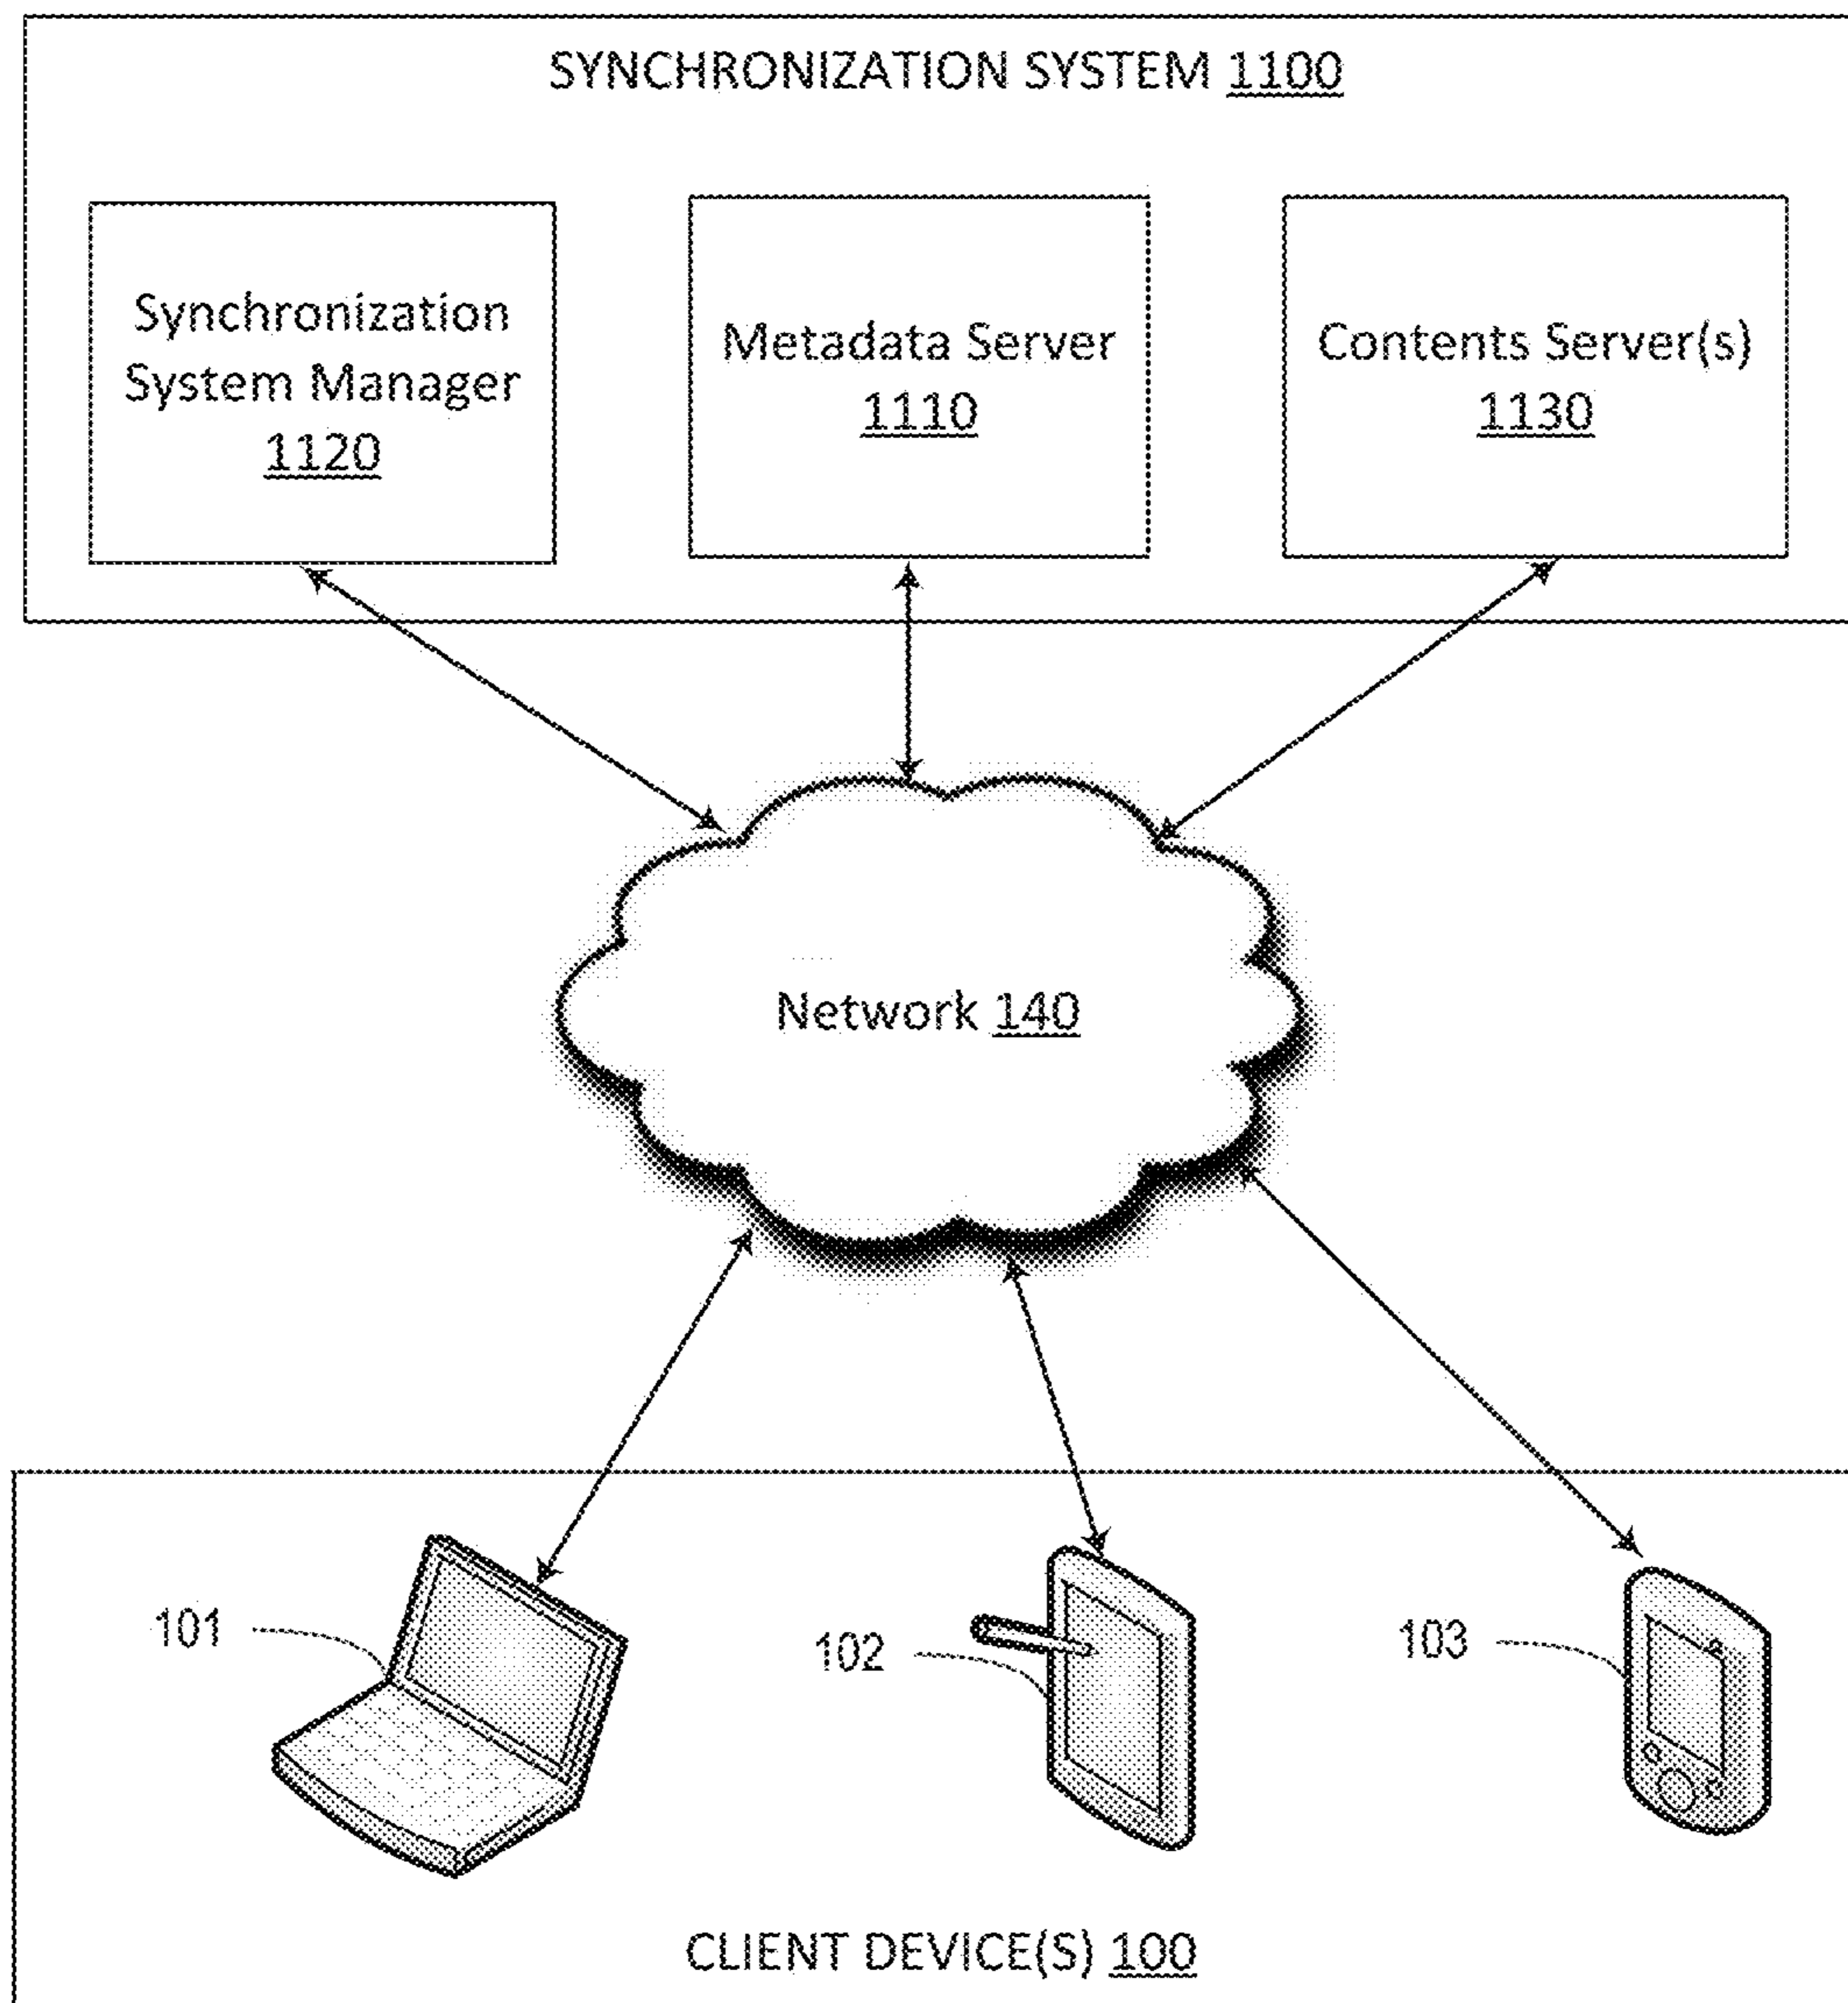 SYNCHRONIZATION SYSTEM 1100
Synchronization
System Manager
1120
Metadata Server
1110
Contents Server(s)
1130
Network 140
101
102
103
CLIENT DEVICE(S) 100